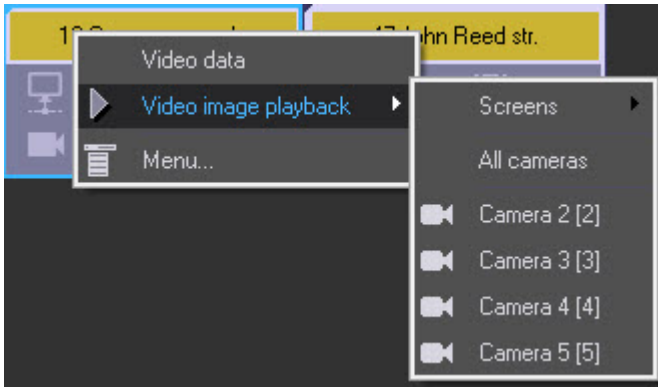 hn Reed str.
Video data
Video image playback
Menu...
Screens
All cameras
Camera 2 [2]
Camera 3 [3]
Camera 4 [4]
Camera 5 [5]